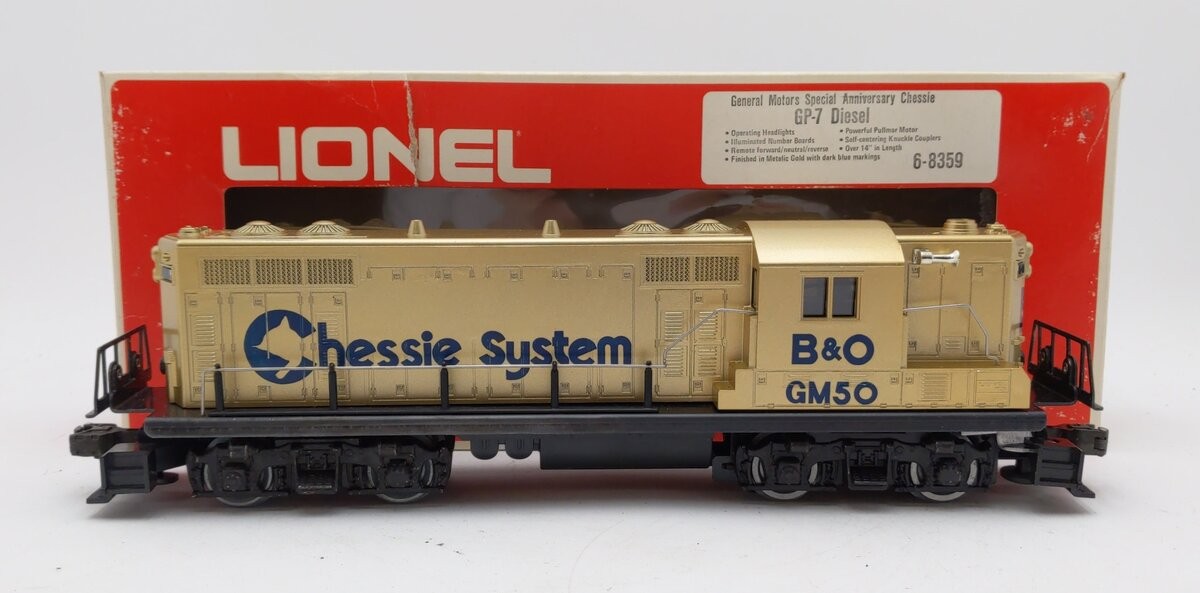 LIONEL
General Motors Special Anniversary Chessie
GP-7 Diesel
• Operating Headlights
• Illuminated Number Boards
• Remote forward/neutral/reverse
• Finished in Metalic Gold with dark blue markings
• Powerful Pullmor Motor
• Self-centering Knuckle Couplers
• Over 14" in Length
6-8359
Chessie System
B&O
GM50